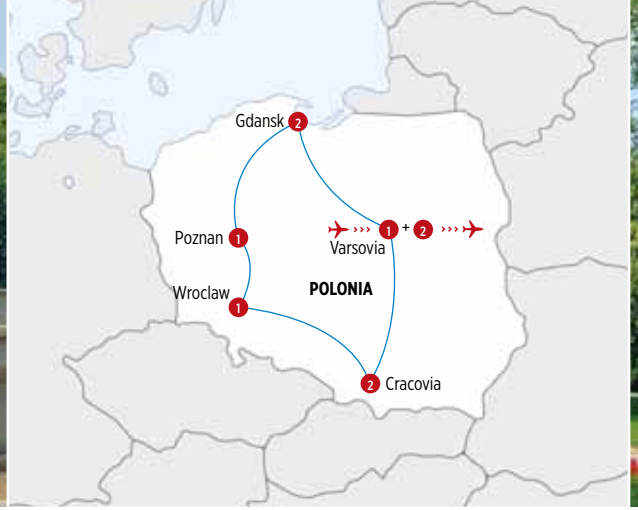 Gdansk 2
1 + 2
Varsovia
Poznan 1
POLONIA
Wroclaw
1
2 Cracovia